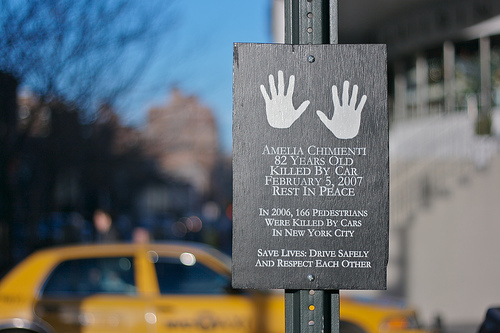 AMELIA CHIMIENTI
82 YEARS OLD
KILLED BY CAR
FEBRUARY 5, 2007
REST IN PEACE
IN 2006, 166 PEDESTRIANS
WERE KILLED BY CARS
IN NEW YORK CITY
SAVE LIVES: DRIVE SAFELY
AND RESPECT EACH OTHER